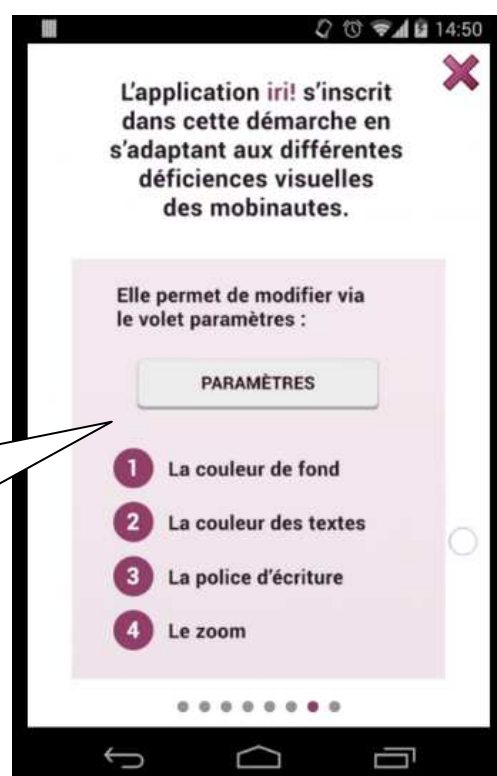 14:50
L'application iri! s'inscrit
dans cette démarche en
s'adaptant aux différentes
déficiences visuelles
des mobinautes.
Elle permet de modifier via
le volet paramètres :
PARAMÈTRES
1 La couleur de fond
2 La couleur des textes
3 La police d'écriture
4 Le zoom